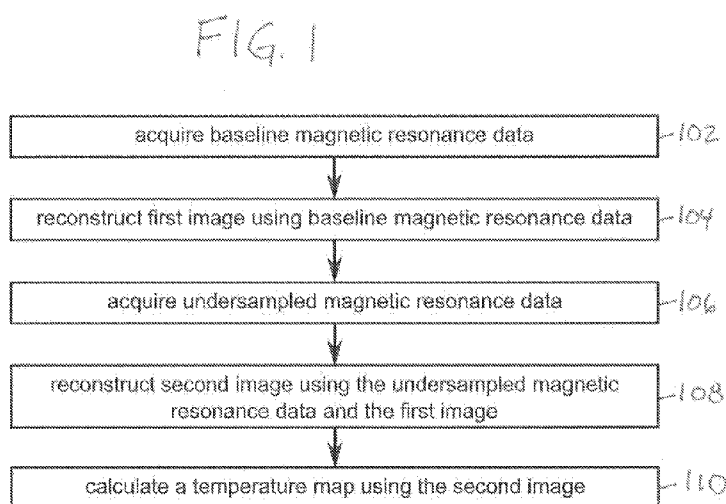 FIG. 1
acquire baseline magnetic resonance data
102
reconstruct first image using baseline magnetic resonance data
104
acquire undersampled magnetic resonance data
106
reconstruct second image using the undersampled magnetic
resonance data and the first image
108
calculate a temperature map using the second image
110